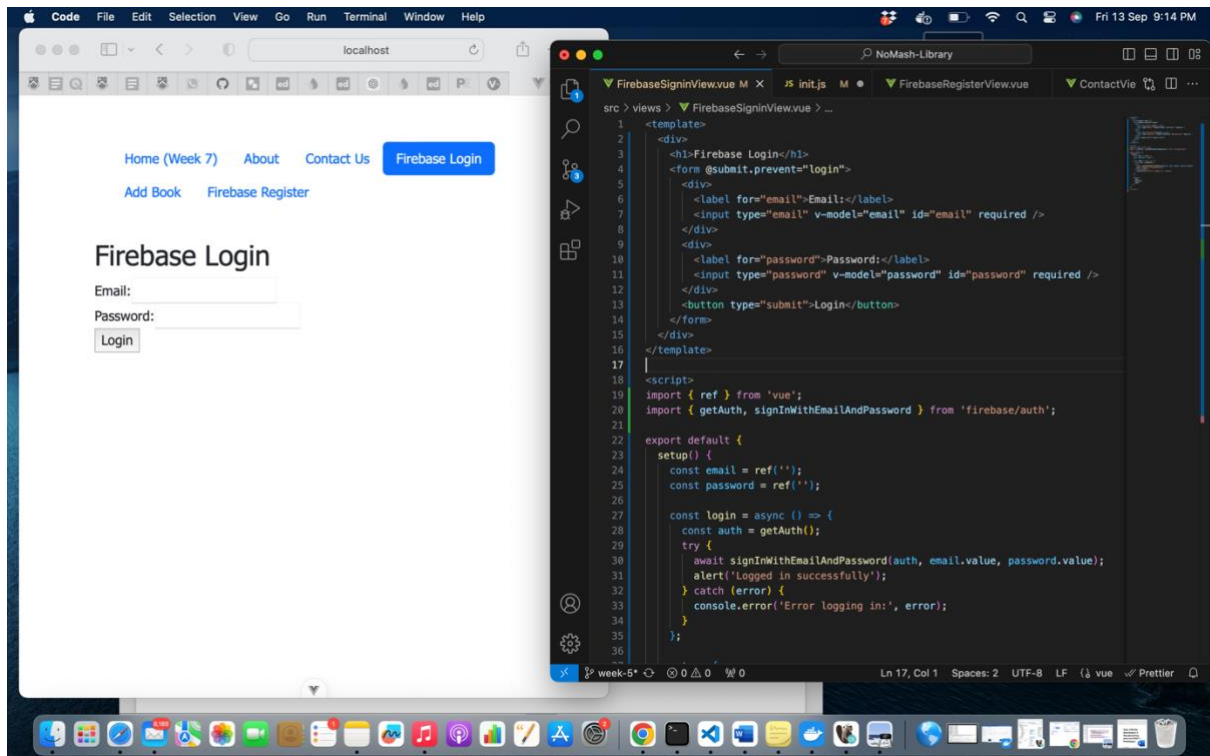 Code File Edit Selection View Go Run Terminal Window Help
Fri 13 Sep 9:14 PM
localhost
Home (Week 7) About Contact Us Firebase Login
Add Book Firebase Register
Firebase Login
Email:
Password:
Login
NoMash-Library
FirebaseSigninView.vue M
JS init.js M
FirebaseRegisterView.vue
ContactVie
src > views > FirebaseSigninView.vue > ...
1 <template>
2 <div>
3 <h1>Firebase Login</h1>
4 <form @submit.prevent="login">
5 <div>
6 <label for="email">Email:</label>
7 <input type="email" v-model="email" id="email" required />
8 </div>
9 <div>
10 <label for="password">Password:</label>
11 <input type="password" v-model="password" id="password" required />
12 </div>
13 <button type="submit">Login</button>
14 </form>
15 </div>
16 </template>
17
18 <script>
19 import { ref } from 'vue';
20 import { getAuth, signInWithEmailAndPassword } from 'firebase/auth';
21
22 export default {
23 setup() {
24 const email = ref('');
25 const password = ref('');
26
27 const login = async () => {
28 const auth = getAuth();
29 try {
30 await signInWithEmailAndPassword(auth, email.value, password.value);
31 alert('Logged in successfully');
32 } catch (error) {
33 console.error('Error logging in:', error);
34 }
35 };
36
week-5* 0 0 0 Ln 17, Col 1 Spaces: 2 UTF-8 LF vue Prettier